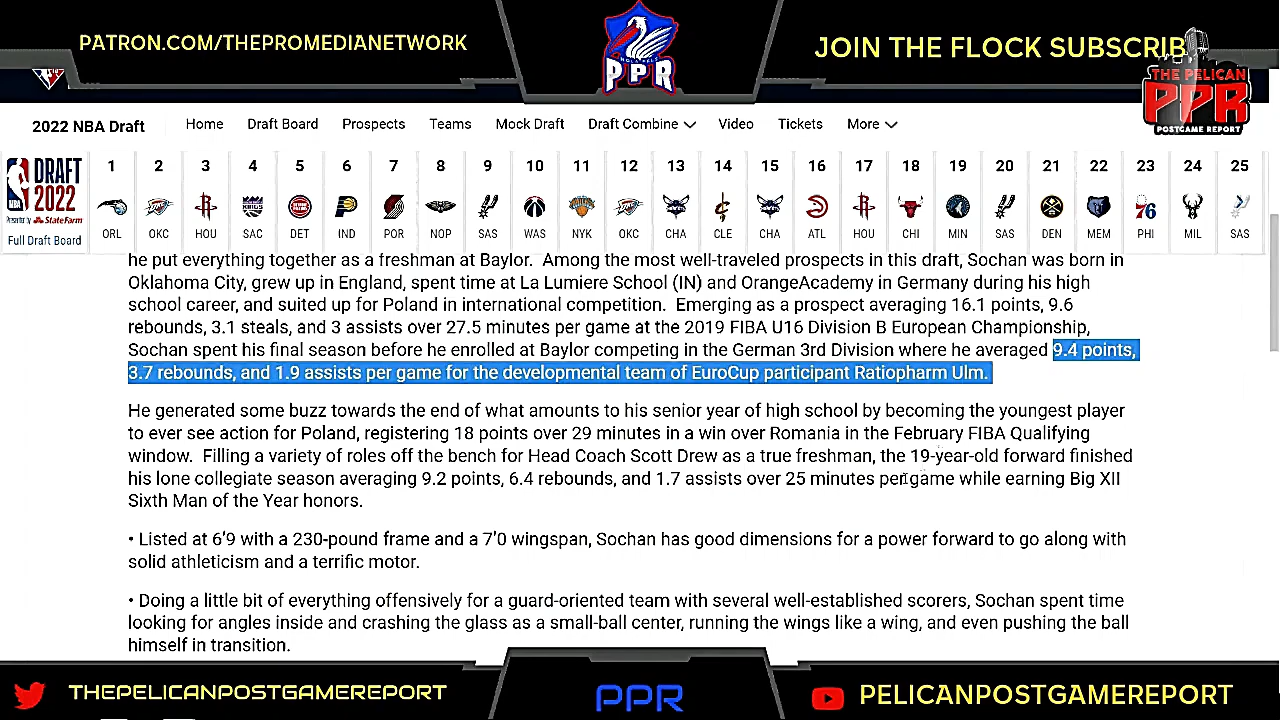 PATRON.COM/THEPROMEDIANETWORK
PPR
JOIN THE FLOCK SUBSCRIB
THE PELICAN
PPR
POSTGAME REPORT
2022 NBA Draft Home Draft Board Prospects Teams Mock Draft Draft Combine Video Tickets More
DRAFT
2022
Presented by State Farm
Full Draft Board
1 2 3 4 5 6 7 8 9 10 11 12 13 14 15 16 17 18 19 20 21 22 23 24 25
ORL OKC HOU SAC DET IND POR NOP SAS WAS NYK OKC CHA CLE CHA ATL HOU CHI MIN SAS DEN MEM PHI MIL SAS
he put everything together as a freshman at Baylor. Among the most well-traveled prospects in this draft, Sochan was born in
Oklahoma City, grew up in England, spent time at La Lumiere School (IN) and OrangeAcademy in Germany during his high
school career, and suited up for Poland in international competition. Emerging as a prospect averaging 16.1 points, 9.6
rebounds, 3.1 steals, and 3 assists over 27.5 minutes per game at the 2019 FIBA U16 Division B European Championship,
Sochan spent his final season before he enrolled at Baylor competing in the German 3rd Division where he averaged 9.4 points,
3.7 rebounds, and 1.9 assists per game for the developmental team of EuroCup participant Ratiopharm Ulm.
He generated some buzz towards the end of what amounts to his senior year of high school by becoming the youngest player
to ever see action for Poland, registering 18 points over 29 minutes in a win over Romania in the February FIBA Qualifying
window. Filling a variety of roles off the bench for Head Coach Scott Drew as a true freshman, the 19-year-old forward finished
his lone collegiate season averaging 9.2 points, 6.4 rebounds, and 1.7 assists over 25 minutes per game while earning Big XII
Sixth Man of the Year honors.
• Listed at 6'9 with a 230-pound frame and a 7'0 wingspan, Sochan has good dimensions for a power forward to go along with
solid athleticism and a terrific motor.
• Doing a little bit of everything offensively for a guard-oriented team with several well-established scorers, Sochan spent time
looking for angles inside and crashing the glass as a small-ball center, running the wings like a wing, and even pushing the ball
himself in transition.
THEPELICANPOSTGAMEREPORT
PPR
PELICANPOSTGAMEREPORT